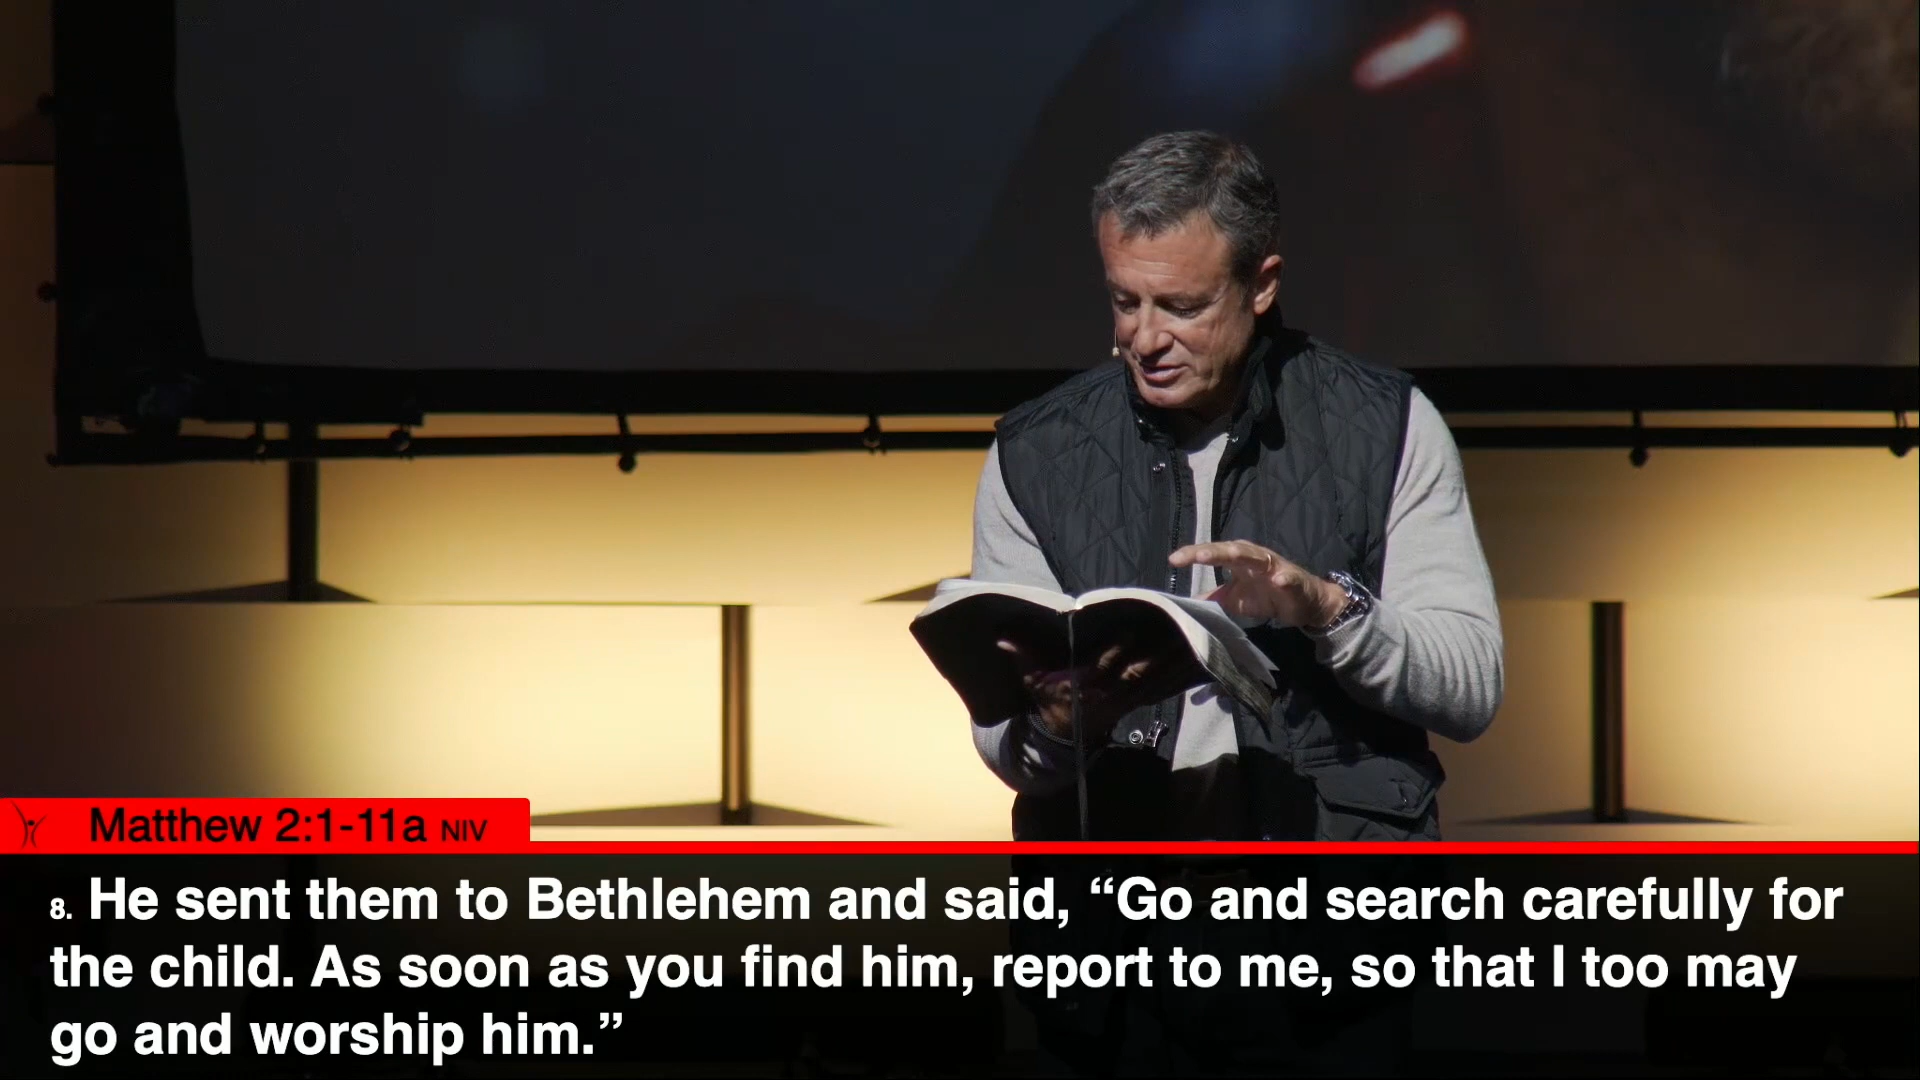 Matthew 2:1-11a NIV
8. He sent them to Bethlehem and said, “Go and search carefully for
the child. As soon as you find him, report to me, so that I too may
go and worship him.”